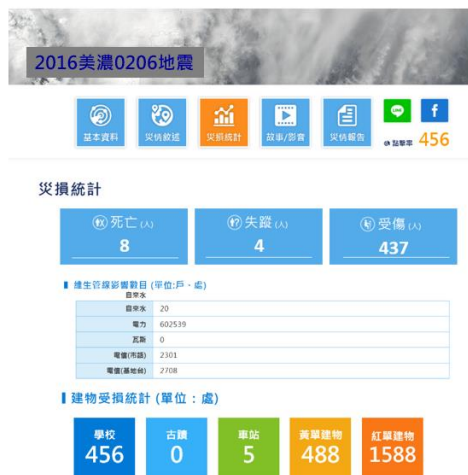 2016美濃0206地震
基本資料
災情敘述
災損統計
故事/影音
災情報告
LINE
f
點擊率 456
災損統計
死亡(人)
8
失蹤(人)
4
受傷(人)
437
維生管線影響數目 (單位:戶、處)
自來水
自來水 20
電力 602539
瓦斯 0
電信(市話) 2301
電信(基地台) 2708
建物受損統計 (單位：處)
學校
456
古蹟
0
車站
5
黃單建物
488
紅單建物
1588